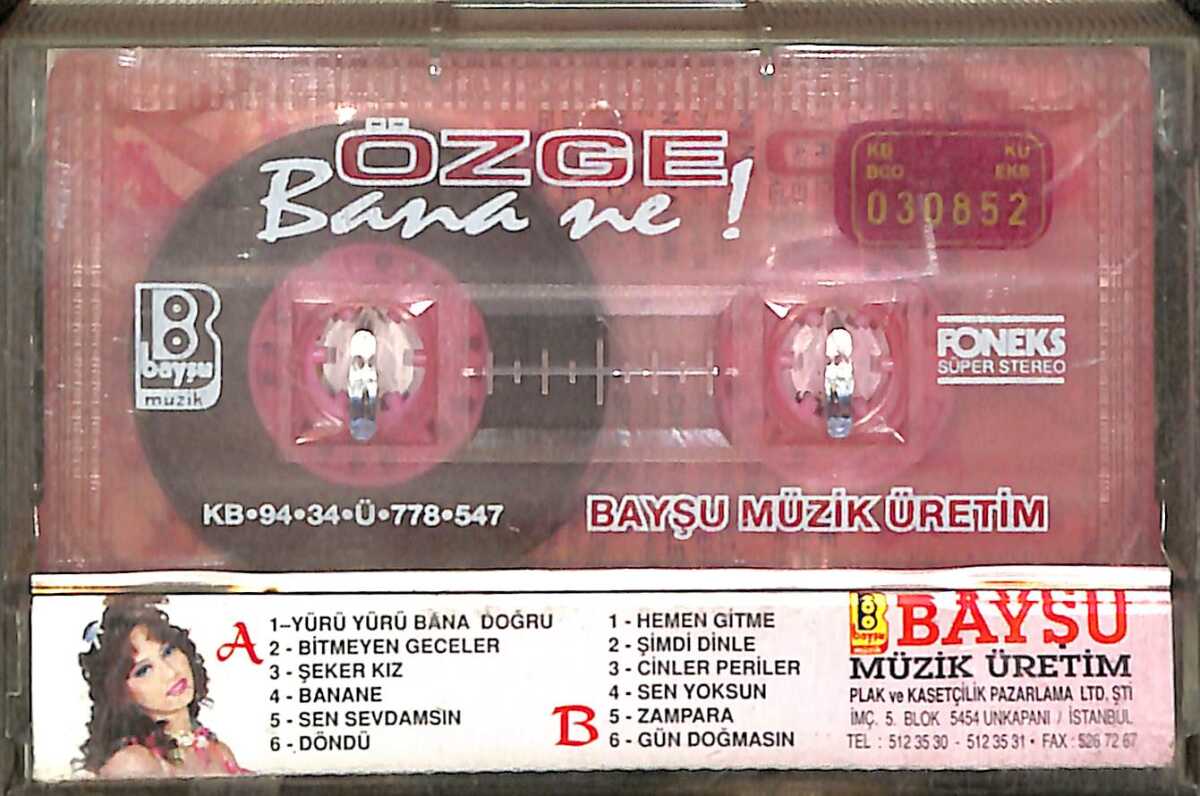 ÖZGE
Bana ne !
KB KÜ
BGO EKB
030852
B
bayşu
müzik
FONEKS
SÜPER STEREO
KB•94•34•Ü•778•547
BAYŞU MÜZİK ÜRETİM
A
1–YÜRÜ YÜRÜ BANA DOĞRU
2 - BİTMEYEN GECELER
3 - ŞEKER KIZ
4 - BANANE
5 - SEN SEVDAMSIN
6 - DÖNDÜ
B
1 - HEMEN GİTME
2 - ŞİMDİ DİNLE
3 - CİNLER PERİLER
4 - SEN YOKSUN
5 - ZAMPARA
6 - GÜN DOĞMASIN
B
bayşu
müzik
BAYŞU
MÜZİK ÜRETİM
PLAK ve KASETÇİLİK PAZARLAMA LTD. ŞTİ
İMÇ. 5. BLOK 5454 UNKAPANI / İSTANBUL
TEL : 512 35 30 - 512 35 31 • FAX : 526 72 67